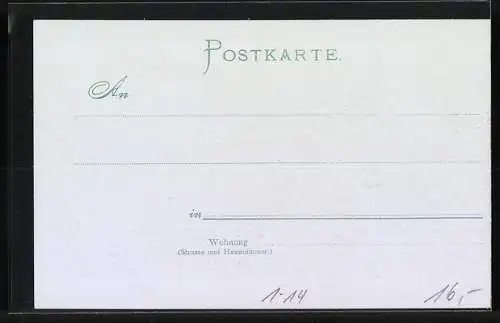 POSTKARTE.
An
in
Wohnung
(Strasse und Hausnummer.)
1-14 16,-